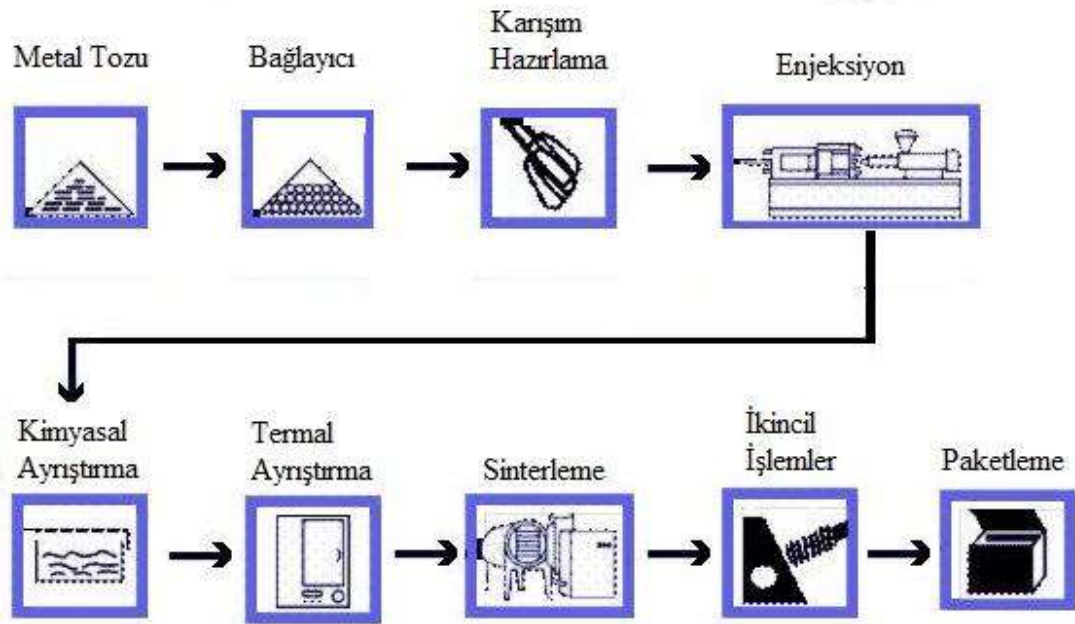 Metal Tozu
Bağlayıcı
Karışım
Hazırlama
Enjeksiyon
Kimyasal
Ayrıştırma
Termal
Ayrıştırma
Sinterleme
İkincil
İşlemler
Paketleme